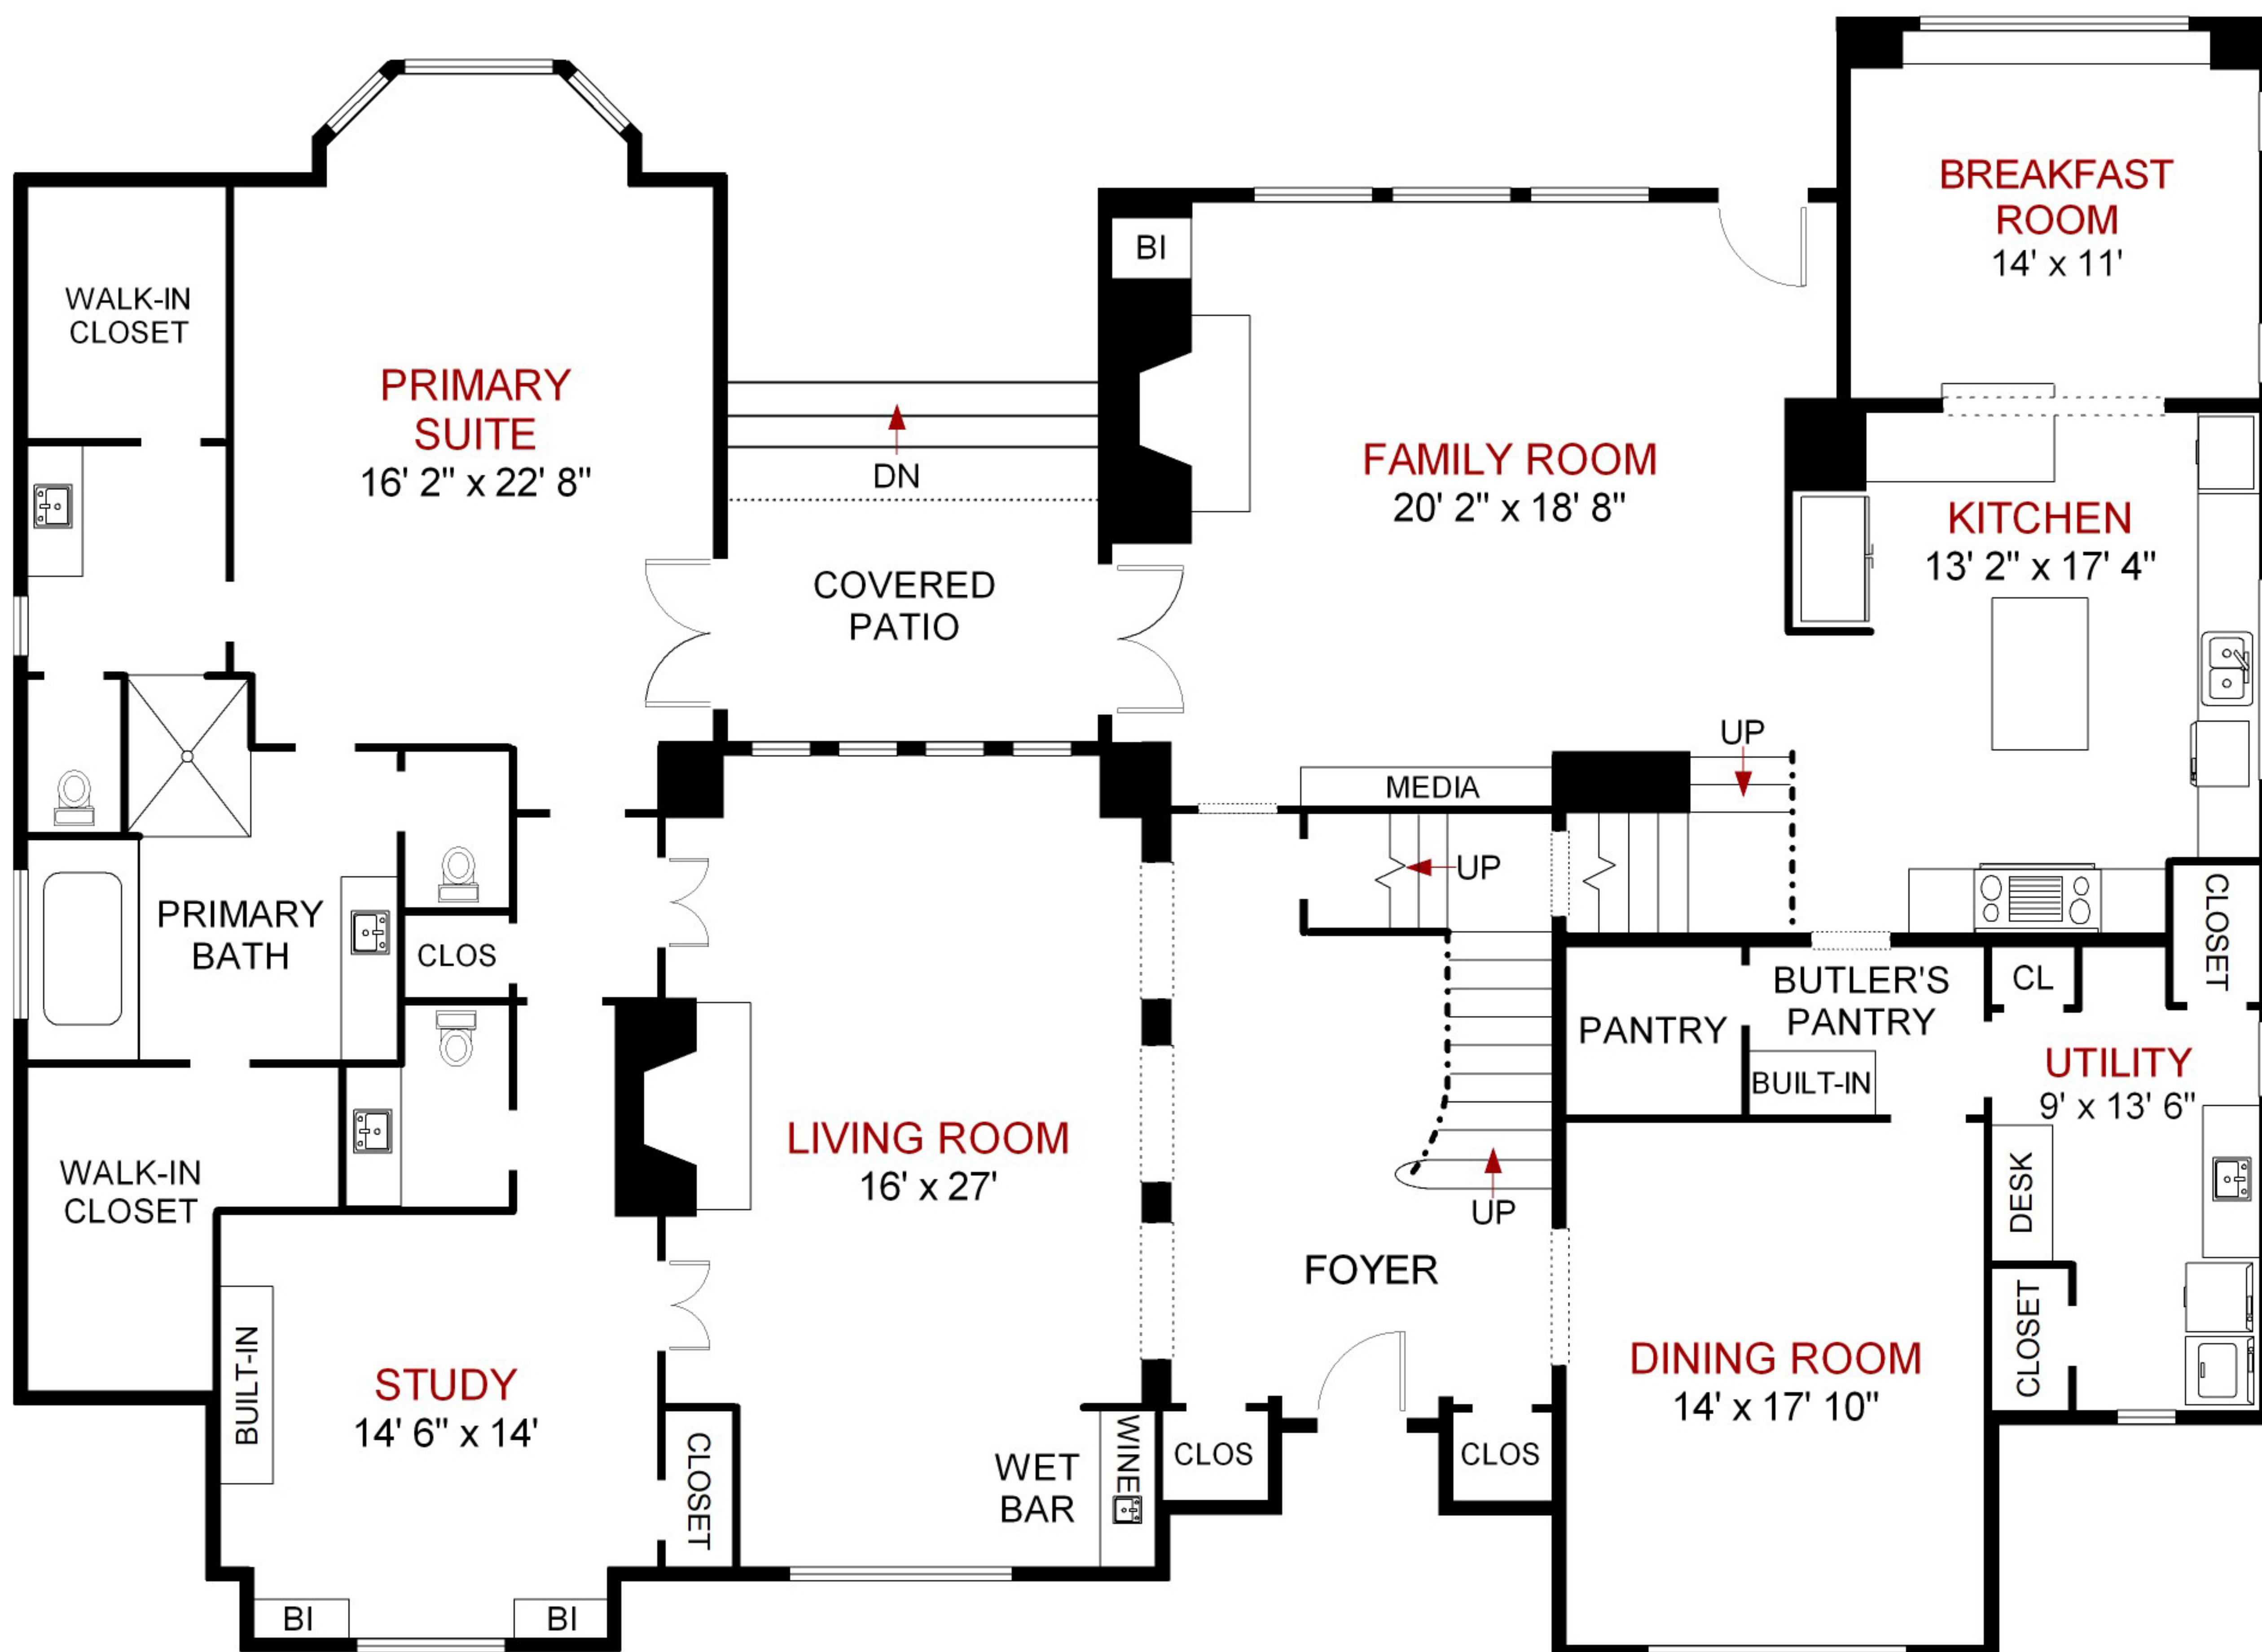 BREAKFAST
ROOM
14' x 11'
BI
WALK-IN
CLOSET
PRIMARY
SUITE
16' 2" x 22' 8"
DN
FAMILY ROOM
20' 2" x 18' 8"
KITCHEN
13' 2" x 17' 4"
COVERED
PATIO
UP
MEDIA
UP
PRIMARY
BATH
CLOS
CLOSET
PANTRY
BUTLER'S
PANTRY
BUILT-IN
CL
UTILITY
9' x 13' 6"
LIVING ROOM
16' x 27'
WALK-IN
CLOSET
UP
DESK
FOYER
BUILT-IN
STUDY
14' 6" x 14'
DINING ROOM
14' x 17' 10"
CLOSET
CLOSET
WET
BAR
WINE
CLOS
CLOS
BI
BI